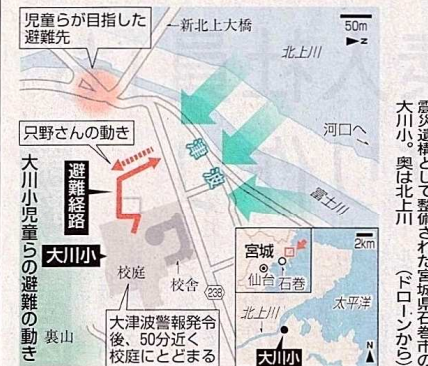 震災遺構として整備された宮城県石巻市の
大川小。奥は北上川　（ドローンから）
児童らが目指した
避難先
新北上大橋
50m
N
北上川
河口へ
只野さんの動き
津波
富士川
避難経路
大川小児童らの避難の動き
大川小
校庭
校舎
238
裏山
大津波警報発令
後、50分近く
校庭にとどまる
宮城
仙台
石巻
2km
北上川
太平洋
大川小
N